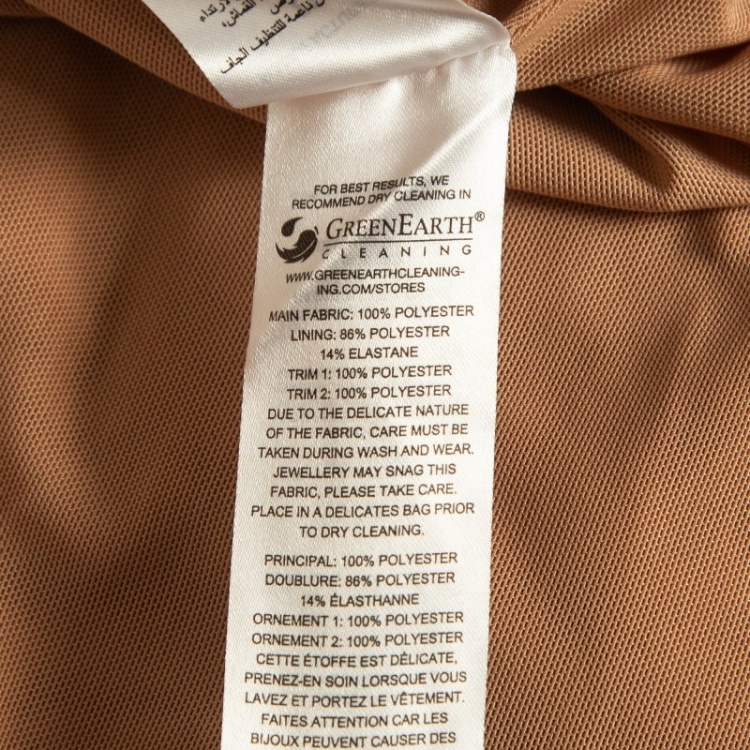 خاصة للتنظيف الجاف
FOR BEST RESULTS, WE
RECOMMEND DRY CLEANING IN
GREENEARTH®
CLEANING
WWW.GREENEARTHCLEANING-
ING.COM/STORES
MAIN FABRIC: 100% POLYESTER
LINING: 86% POLYESTER
14% ELASTANE
TRIM 1: 100% POLYESTER
TRIM 2: 100% POLYESTER
DUE TO THE DELICATE NATURE
OF THE FABRIC, CARE MUST BE
TAKEN DURING WASH AND WEAR.
JEWELLERY MAY SNAG THIS
FABRIC, PLEASE TAKE CARE.
PLACE IN A DELICATES BAG PRIOR
TO DRY CLEANING.
PRINCIPAL: 100% POLYESTER
DOUBLURE: 86% POLYESTER
14% ÉLASTHANNE
ORNEMENT 1: 100% POLYESTER
ORNEMENT 2: 100% POLYESTER
CETTE ÉTOFFE EST DÉLICATE,
PRENEZ-EN SOIN LORSQUE VOUS
LAVEZ ET PORTEZ LE VÊTEMENT.
FAITES ATTENTION CAR LES
BIJOUX PEUVENT CAUSER DES